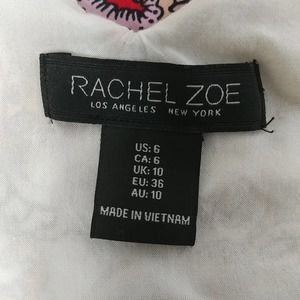 RACHEL ZOE
LOS ANGELES NEW YORK
US: 6
CA: 6
UK: 10
EU: 36
AU: 10
MADE IN VIETNAM